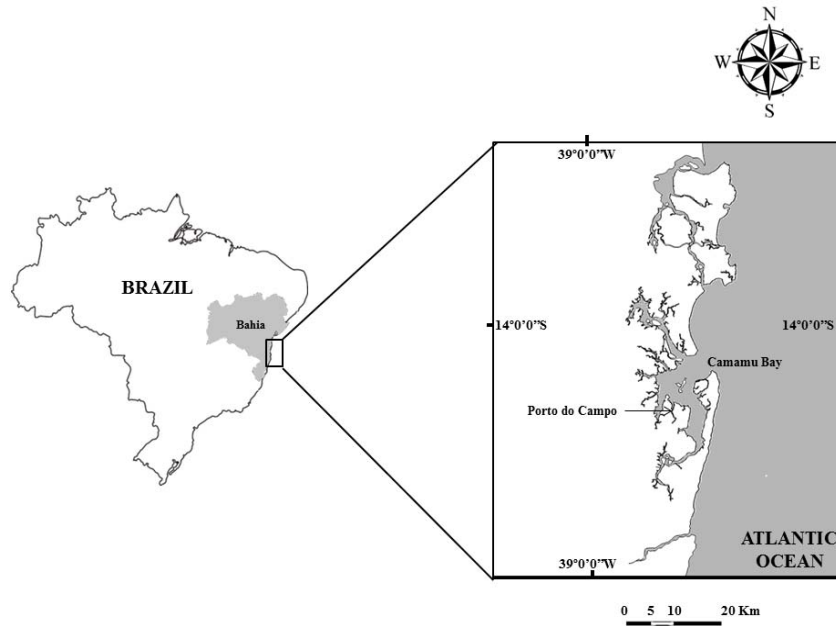 N
W E
S
39°0'0"W
BRAZIL
Bahia
14°0'0"S 14°0'0"S
Camamu Bay
Porto do Campo
ATLANTIC
OCEAN
39°0'0"W
0 5 10 20 Km